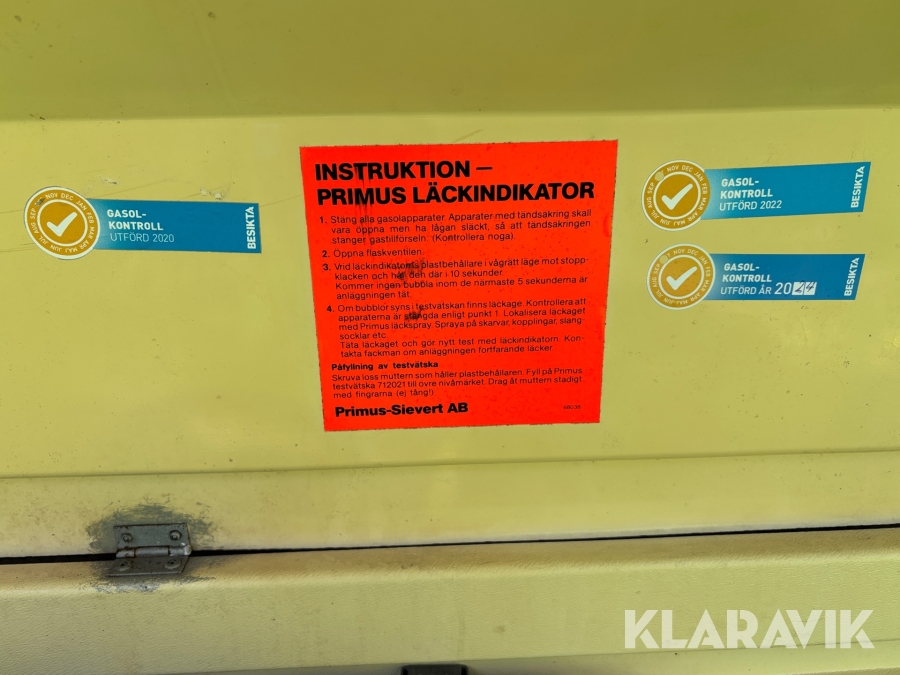 GASOL-
KONTROLL
UTFÖRD 2020
BESIKTA
INSTRUKTION –
PRIMUS LÄCKINDIKATOR
1. Stäng alla gasolapparater. Apparater med tändsäkring skall
vara öppna men ha lågan släckt, så att tändsäkringen
stänger gastillförseln. (Kontrollera noga).
2. Öppna flaskventilen.
3. Vrid läckindikatorns plastbehållare i vågrätt läge mot stopp-
klacken och håll den där i 10 sekunder.
Kommer ingen bubbla inom de närmaste 5 sekunderna är
anläggningen tät.
4. Om bubblor syns i testvätskan finns läckage. Kontrollera att
apparaterna är stängda enligt punkt 1. Lokalisera läckaget
med Primus läckspray. Spraya på skarvar, kopplingar, slang-
socklar etc.
Täta läckaget och gör nytt test med läckindikatorn. Kon-
takta fackman om anläggningen fortfarande läcker.
Påfyllning av testvätska
Skruva loss muttern som håller plastbehållaren. Fyll på Primus
testvätska 712021 till övre nivåmärket. Drag åt muttern stadigt
med fingrarna (ej tång!)
Primus-Sievert AB
GASOL-
KONTROLL
UTFÖRD 2022
BESIKTA
GASOL-
KONTROLL
UTFÖRD ÅR 2024
BESIKTA
KLARAVIK